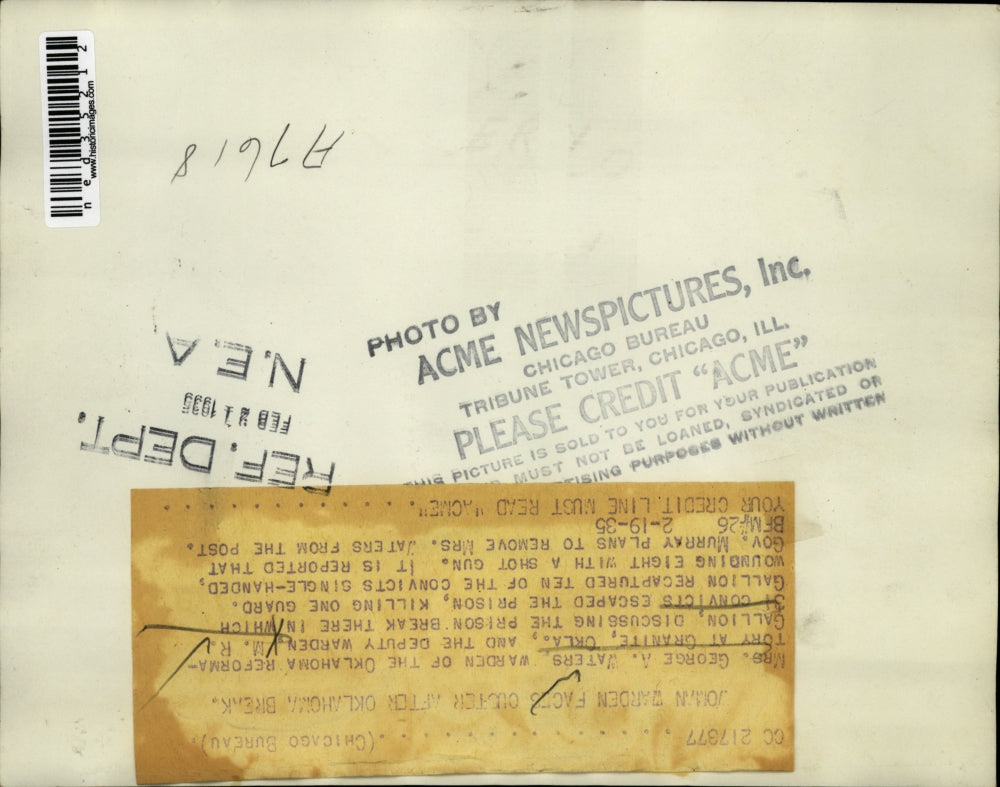 ned35212
www.historicimages.com
A7618
PHOTO BY
ACME NEWSPICTURES, Inc.
CHICAGO BUREAU
TRIBUNE TOWER, CHICAGO, ILL.
PLEASE CREDIT "ACME"
THIS PICTURE IS SOLD TO YOU FOR YOUR PUBLICATION
MUST NOT BE LOANED, SYNDICATED OR
TISING PURPOSES WITHOUT WRITTEN
REF. DEPT.
FEB 21 1935
N.E.A
CC 217877 . . . . . . . . . . . . . (CHICAGO BUREAU)
WOMAN WARDEN FACES OUSTER AFTER OKLAHOMA BREAK.
MRS. GEORGE A. WATERS WARDEN OF THE OKLAHOMA REFORMA-
TORY AT GRANITE, OKLA., AND THE DEPUTY WARDEN, M. R.
GALLION, DISCUSSING THE PRISON BREAK THERE IN WHICH
31 CONVICTS ESCAPED THE PRISON, KILLING ONE GUARD.
GALLION RECAPTURED TEN OF THE CONVICTS SINGLE-HANDED,
WOUNDING EIGHT WITH A SHOT GUN. IT IS REPORTED THAT
GOV. MURRAY PLANS TO REMOVE MRS. WATERS FROM THE POST.
BFM-26 2-19-35
YOUR CREDIT LINE MUST READ "ACME" . . . . . . . . . .